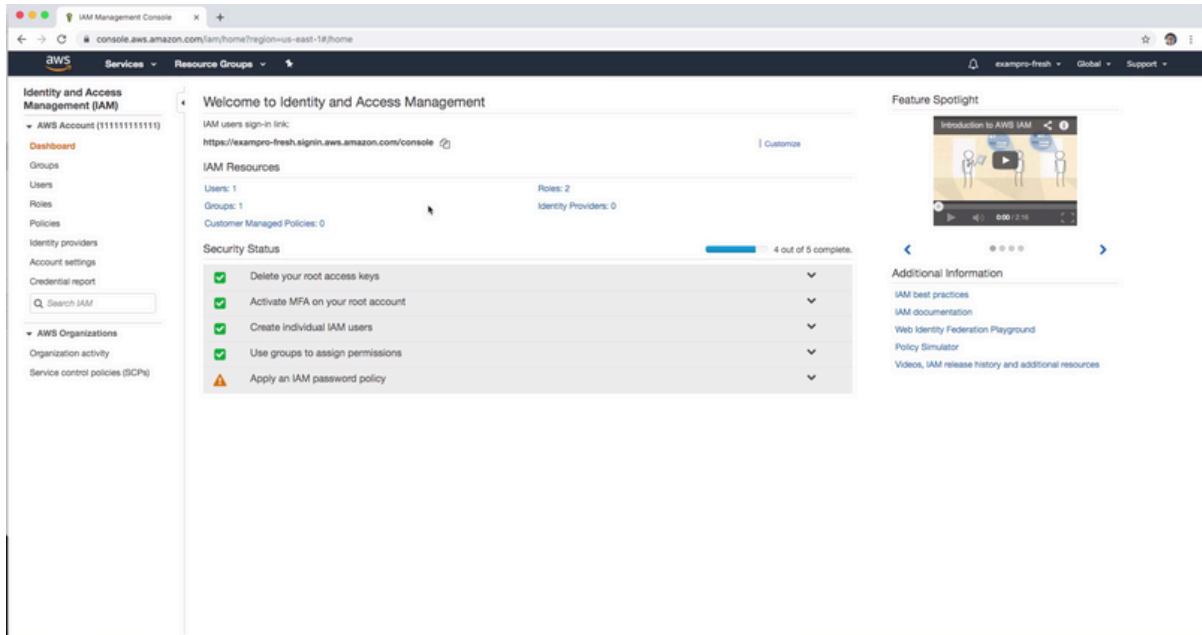 IAM Management Console
console.aws.amazon.com/iam/home?region=us-east-1#/home
aws Services Resource Groups exampro-fresh Global Support
Identity and Access
Management (IAM)
AWS Account (111111111111)
Dashboard
Groups
Users
Roles
Policies
Identity providers
Account settings
Credential report
Search IAM
AWS Organizations
Organization activity
Service control policies (SCPs)
Welcome to Identity and Access Management
IAM users sign-in link:
https://exampro-fresh.signin.aws.amazon.com/console Customize
IAM Resources
Users: 1 Roles: 2
Groups: 1 Identity Providers: 0
Customer Managed Policies: 0
Security Status 4 out of 5 complete.
Delete your root access keys
Activate MFA on your root account
Create individual IAM users
Use groups to assign permissions
Apply an IAM password policy
Feature Spotlight
Introduction to AWS IAM
0:00 / 2:16
Additional Information
IAM best practices
IAM documentation
Web Identity Federation Playground
Policy Simulator
Videos, IAM release history and additional resources